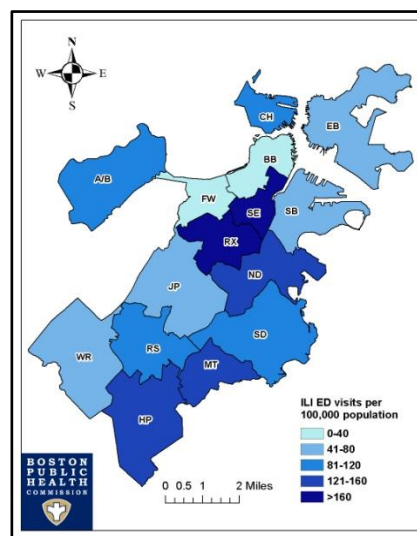 N
W E
S
CH
EB
A/B
BB
FW
SE
SB
RX
ND
JP
WR
RS
SD
MT
HP
ILI ED visits per
100,000 population
0-40
41-80
81-120
121-160
>160
BOSTON
PUBLIC
HEALTH
COMMISSION
0 0.5 1 2 Miles